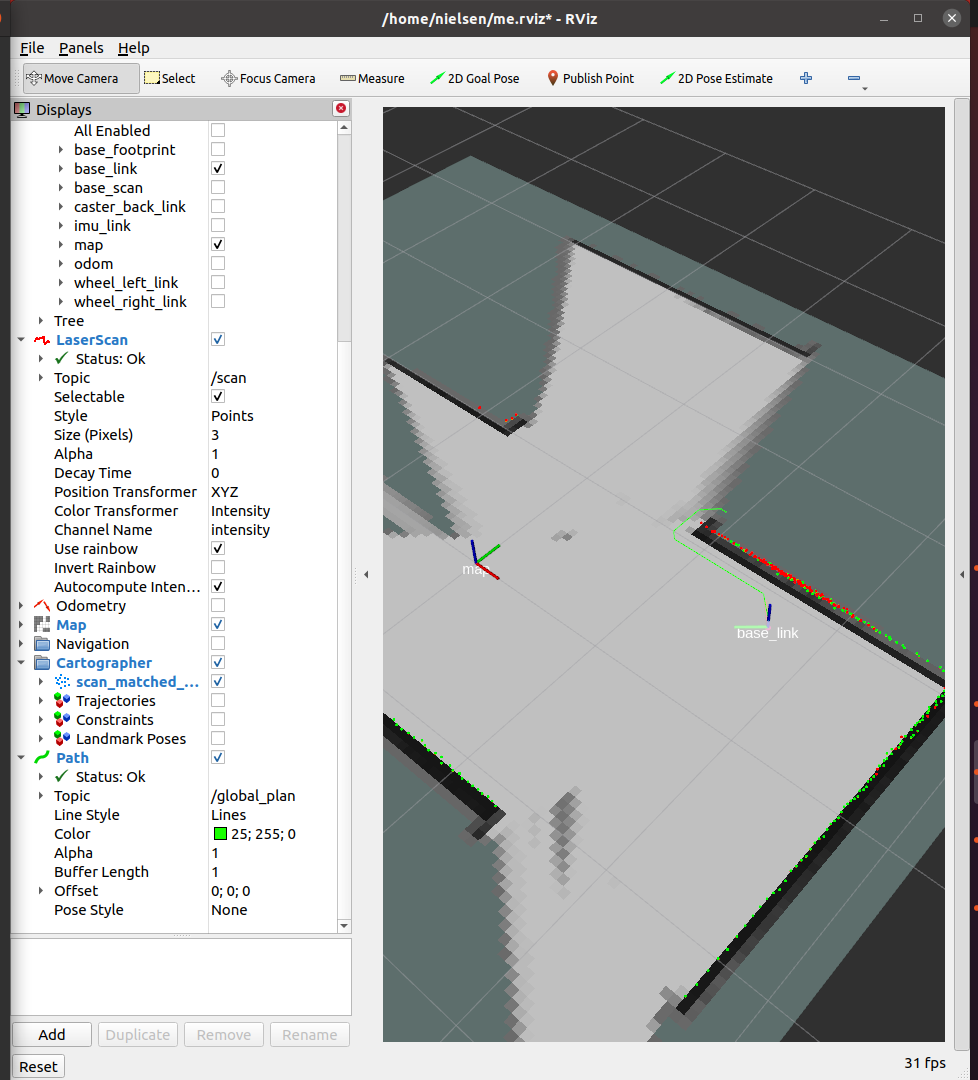 /home/nielsen/me.rviz* - RViz
File Panels Help
Move Camera Select Focus Camera Measure 2D Goal Pose Publish Point 2D Pose Estimate
Displays
All Enabled
base_footprint
base_link
base_scan
caster_back_link
imu_link
map
odom
wheel_left_link
wheel_right_link
Tree
LaserScan
Status: Ok
Topic /scan
Selectable
Style Points
Size (Pixels) 3
Alpha 1
Decay Time 0
Position Transformer XYZ
Color Transformer Intensity
Channel Name intensity
Use rainbow
Invert Rainbow
Autocompute Inten...
Odometry
Map
Navigation
Cartographer
scan_matched_...
Trajectories
Constraints
Landmark Poses
Path
Status: Ok
Topic /global_plan
Line Style Lines
Color 25; 255; 0
Alpha 1
Buffer Length 1
Offset 0; 0; 0
Pose Style None
Add Duplicate Remove Rename
Reset
map
base_link
31 fps